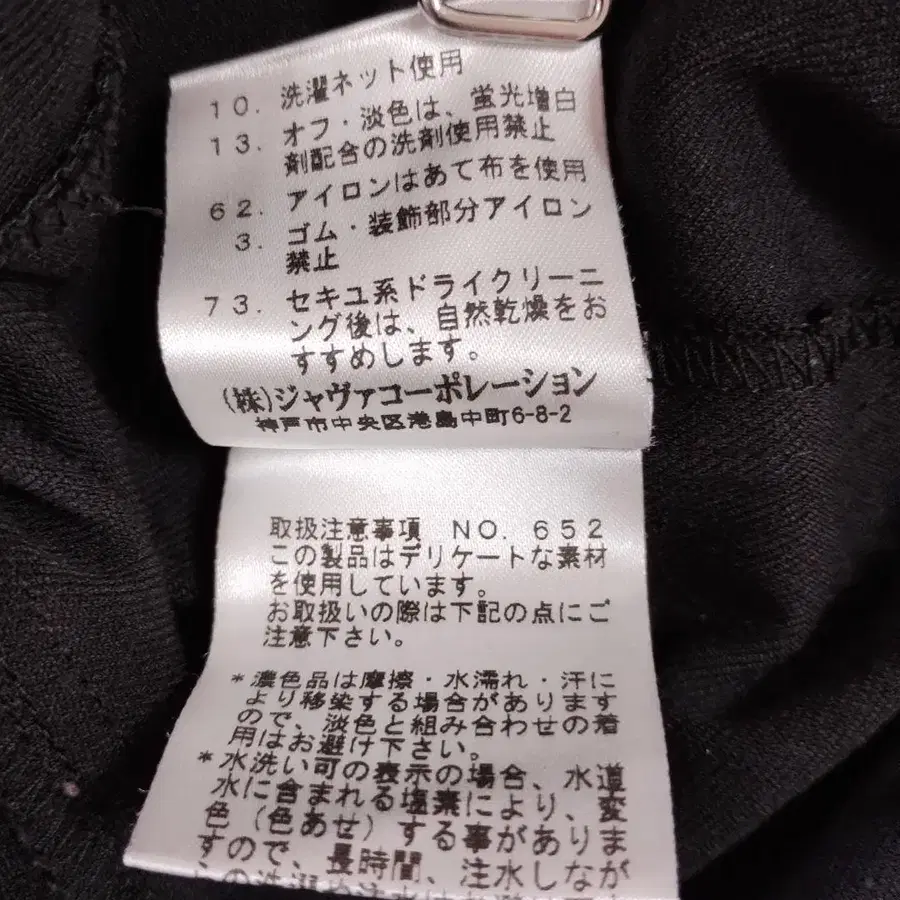 10. 洗濯ネット使用
13. オフ・淡色は、蛍光増白
剤配合の洗剤使用禁止
62. アイロンはあて布を使用
3. ゴム・装飾部分アイロン
禁止
73. セキユ系ドライクリーニ
ング後は、自然乾燥をお
すすめします。
(株)ジャヴァコーポレーション
神戸市中央区港島中町6-8-2
取扱注意事項 NO. 652
この製品はデリケートな素材
を使用しています。
お取扱いの際は下記の点にご
注意下さい。
*濃色品は摩擦・水濡れ・汗に
より移染する場合があります
ので、淡色と組み合わせの着
用はお避け下さい。
*水洗い可の表示の場合、水道
水に含まれる塩素により、変
色(色あせ)する事がありま
すので、長時間、注水しなが